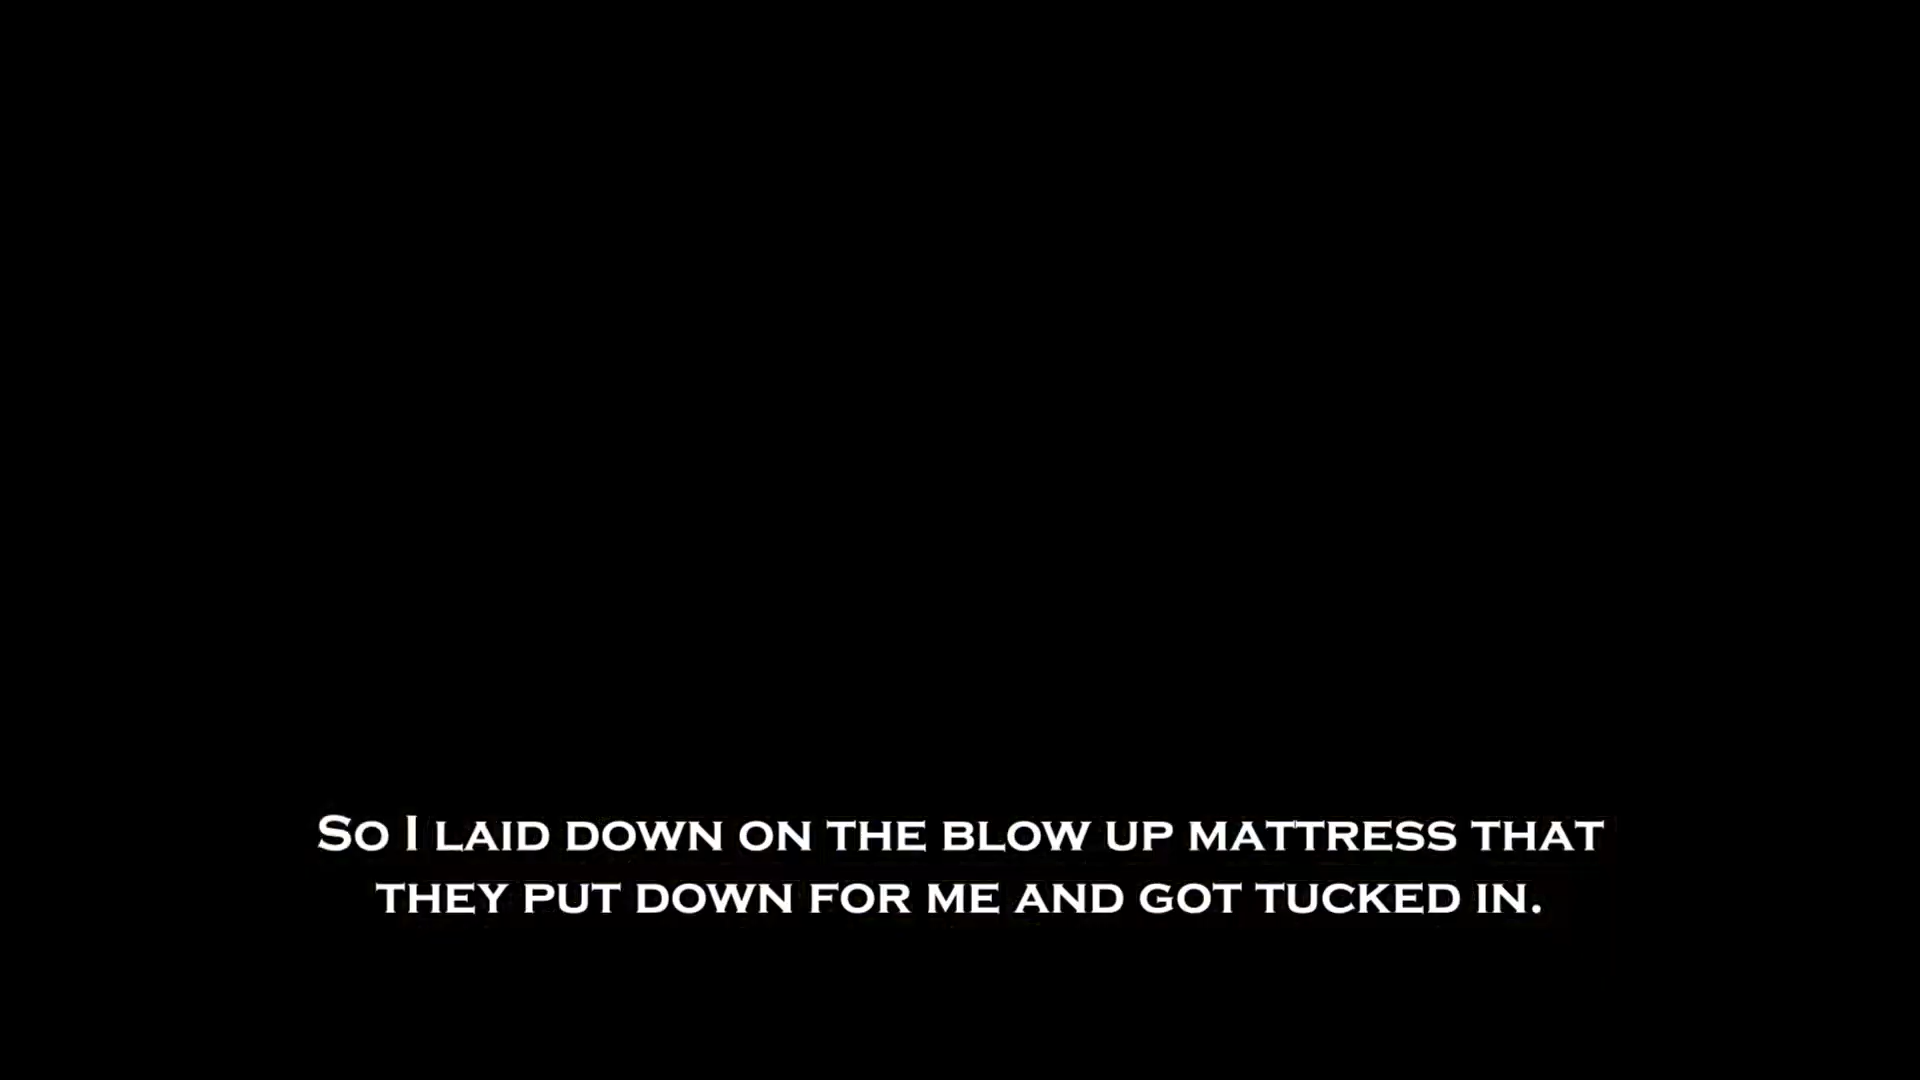 So I laid down on the blow up mattress that
they put down for me and got tucked in.